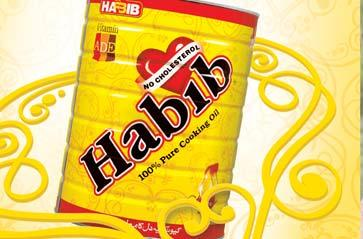 HABIB
Vitamin
ADE
NO CHOLESTEROL
Habib
100% Pure Cooking Oil